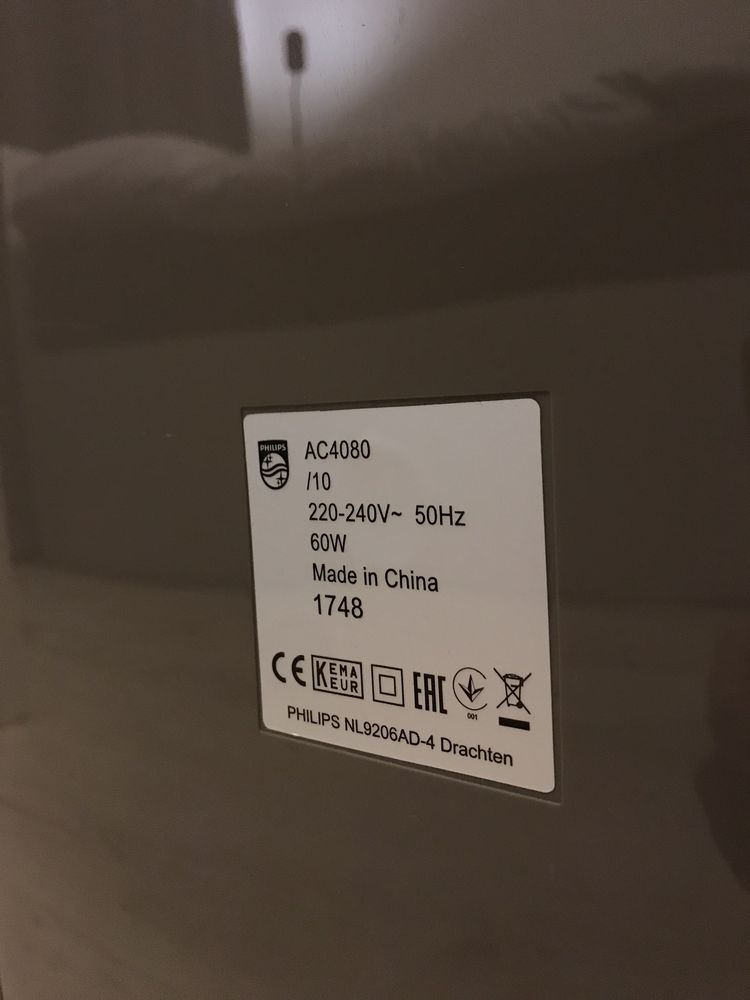 PHILIPS
AC4080
/10
220-240V~ 50Hz
60W
Made in China
1748
CE KEMA EUR EAC
001
PHILIPS NL9206AD-4 Drachten